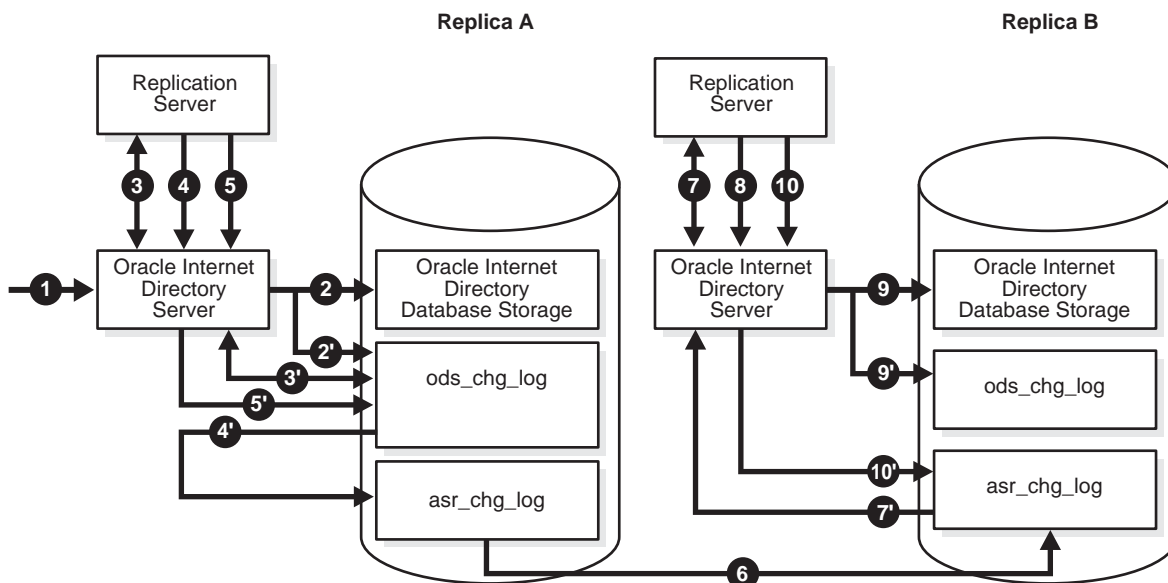 Replica A
Replica B
Replication
Server
Replication
Server
3
4
5
7
8
10
1
Oracle Internet
Directory
Server
2
Oracle Internet
Directory
Database Storage
Oracle Internet
Directory
Server
9
Oracle Internet
Directory
Database Storage
2'
3'
5'
4'
ods_chg_log
9'
ods_chg_log
asr_chg_log
10'
7'
asr_chg_log
6